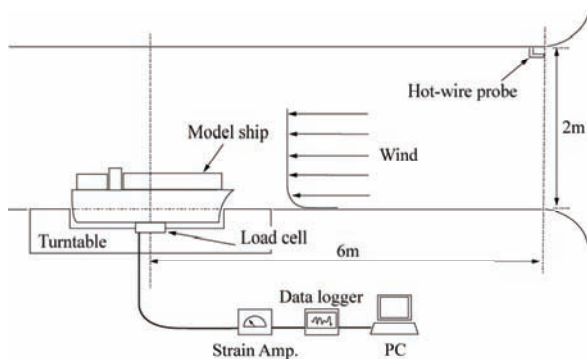 Hot-wire probe
2m
Model ship
Wind
Turntable
Load cell
6m
Data logger
Strain Amp.
PC